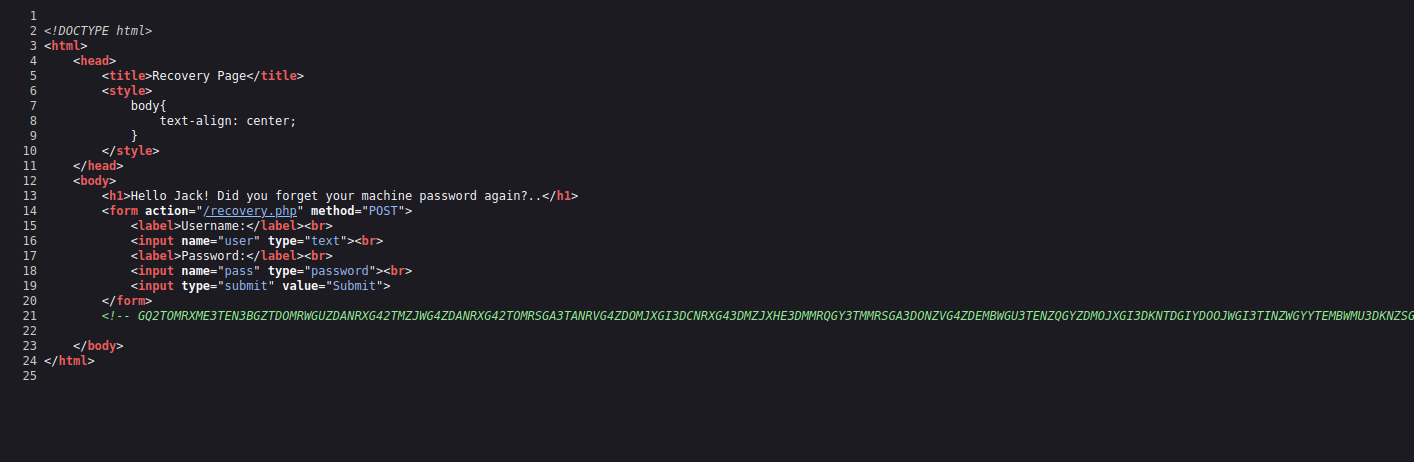 1
2 <!DOCTYPE html>
3 <html>
4     <head>
5         <title>Recovery Page</title>
6         <style>
7             body{
8                 text-align: center;
9             }
10         </style>
11     </head>
12     <body>
13         <h1>Hello Jack! Did you forget your machine password again?..</h1>
14         <form action="/recovery.php" method="POST">
15             <label>Username:</label><br>
16             <input name="user" type="text"><br>
17             <label>Password:</label><br>
18             <input name="pass" type="password"><br>
19             <input type="submit" value="Submit">
20         </form>
21         <!-- GQ2TOMRXME3TEN3BGZTDOMRWGUZDANRXG42TMZJWG4ZDANRXG42TOMRSGA3TANRVG4ZDOMJXGI3DCNRXG43DMZJXHE3DMMRQGY3TMMRSGA3DONZVG4ZDEMBWGU3TENZQGYZDMOJXGI3DKNTDGIYDOOJWGI3TINZWGYYTEMBWMU3DKNZSG
22
23     </body>
24 </html>
25